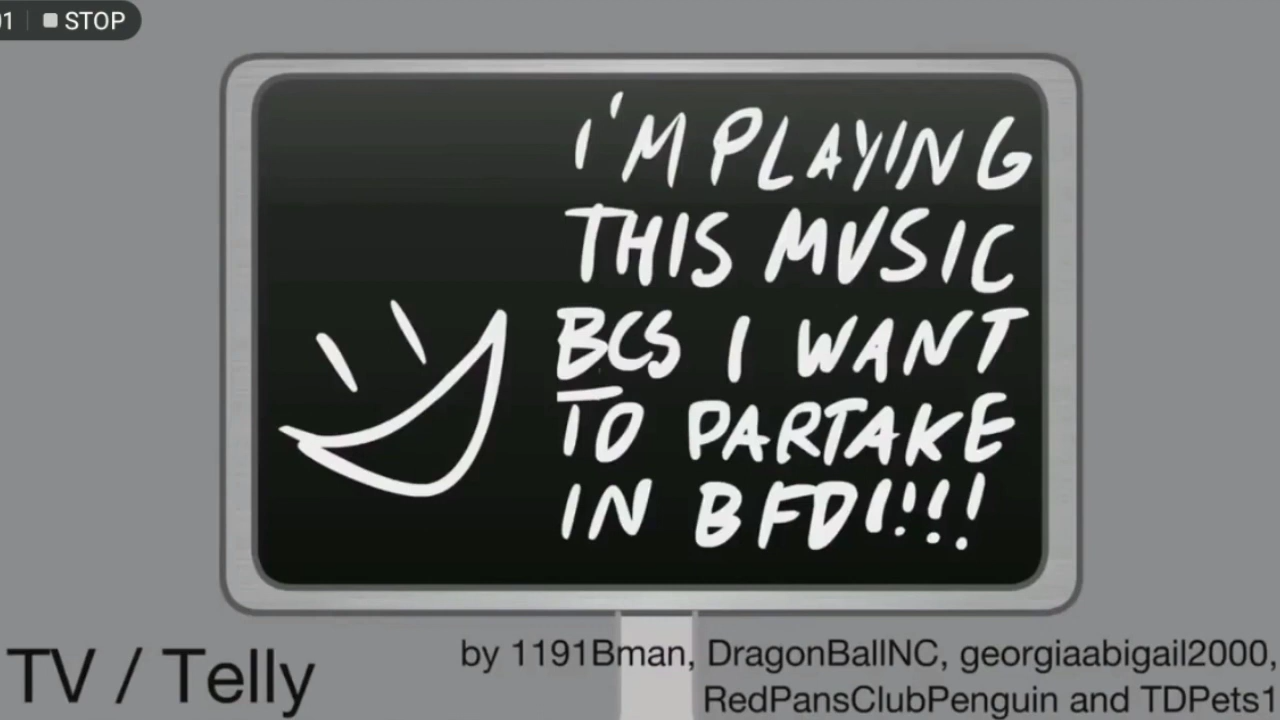 01 STOP
I'M PLAYING
THIS MUSIC
BCS I WANT
TO PARTAKE
IN BFDI!!!
TV / Telly
by 1191Bman, DragonBallNC, georgiaabigail2000,
RedPansClubPenguin and TDPets1